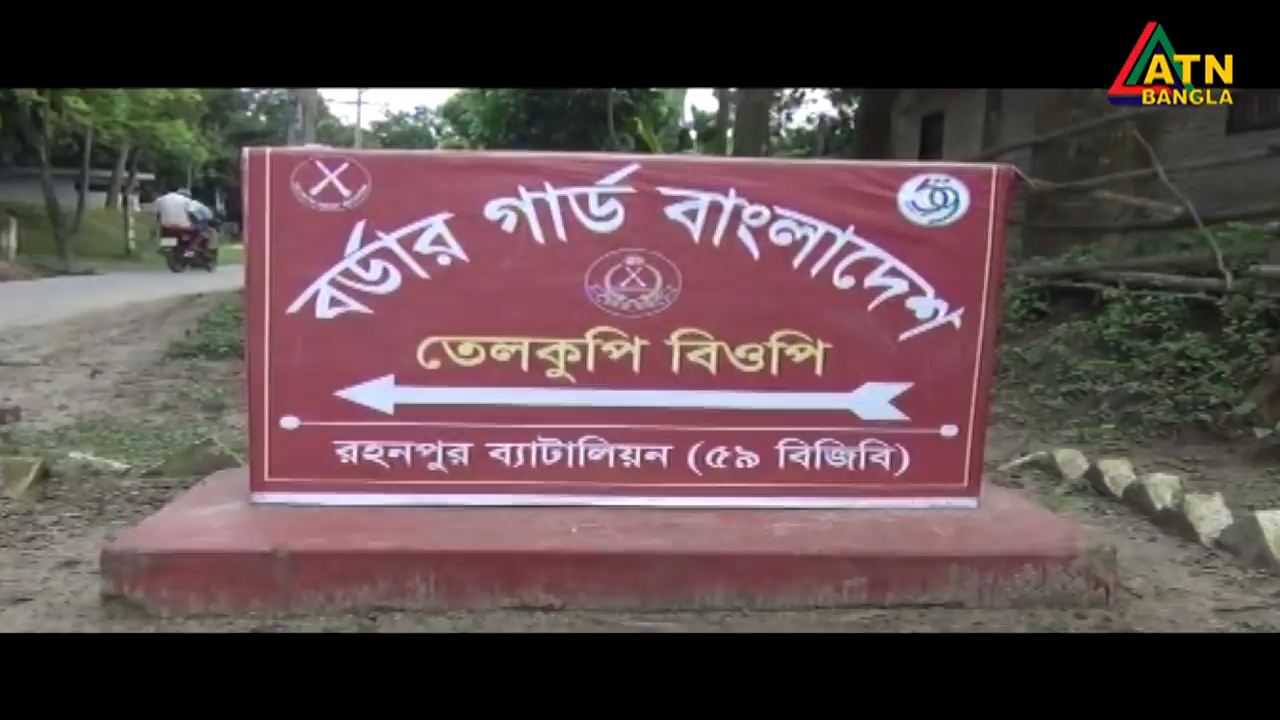 ATN
BANGLA
বর্ডার গার্ড বাংলাদেশ
তেলকুপি বিওপি
রহনপুর ব্যাটালিয়ন (৫৯ বিজিবি)